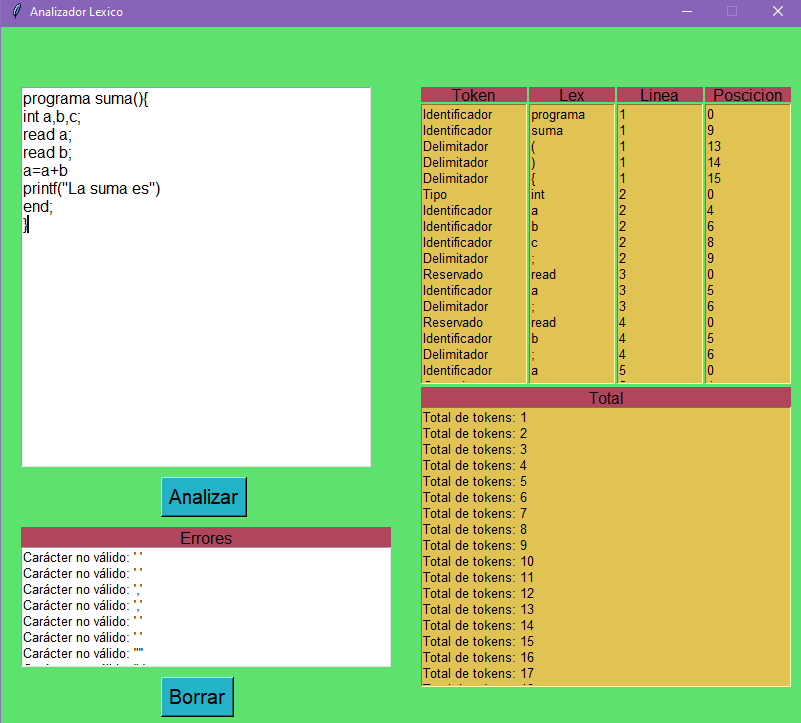 Analizador Lexico
programa suma(){
int a,b,c;
read a;
read b;
a=a+b
printf("La suma es")
end;
}
Analizar
Errores
Carácter no válido: ' '
Carácter no válido: ' '
Carácter no válido: ','
Carácter no válido: ','
Carácter no válido: ' '
Carácter no válido: ' '
Carácter no válido: '"'
Borrar
Token Lex Linea Poscicion
Identificador programa 1 0
Identificador suma 1 9
Delimitador ( 1 13
Delimitador ) 1 14
Delimitador { 1 15
Tipo int 2 0
Identificador a 2 4
Identificador b 2 6
Identificador c 2 8
Delimitador ; 2 9
Reservado read 3 0
Identificador a 3 5
Delimitador ; 3 6
Reservado read 4 0
Identificador b 4 5
Delimitador ; 4 6
Identificador a 5 0
Total
Total de tokens: 1
Total de tokens: 2
Total de tokens: 3
Total de tokens: 4
Total de tokens: 5
Total de tokens: 6
Total de tokens: 7
Total de tokens: 8
Total de tokens: 9
Total de tokens: 10
Total de tokens: 11
Total de tokens: 12
Total de tokens: 13
Total de tokens: 14
Total de tokens: 15
Total de tokens: 16
Total de tokens: 17